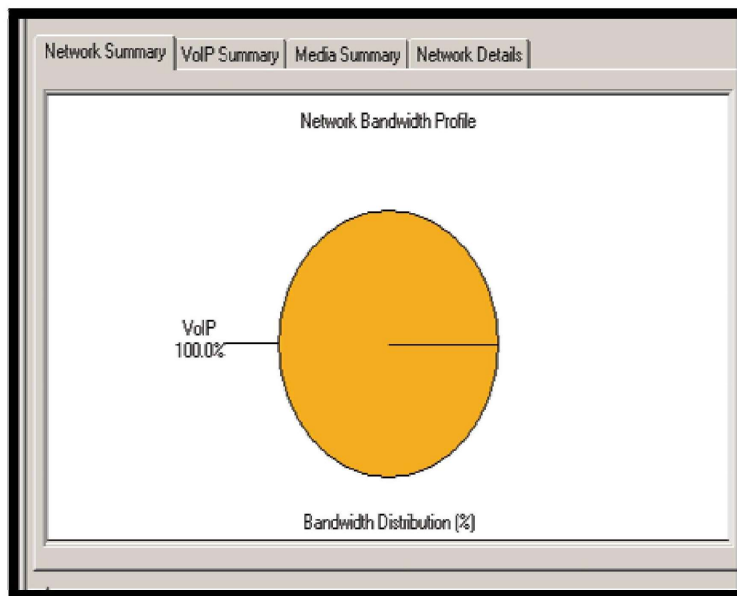 Network Summary VoIP Summary Media Summary Network Details
Network Bandwidth Profile
VoIP
100.0%
Bandwidth Distribution (%)